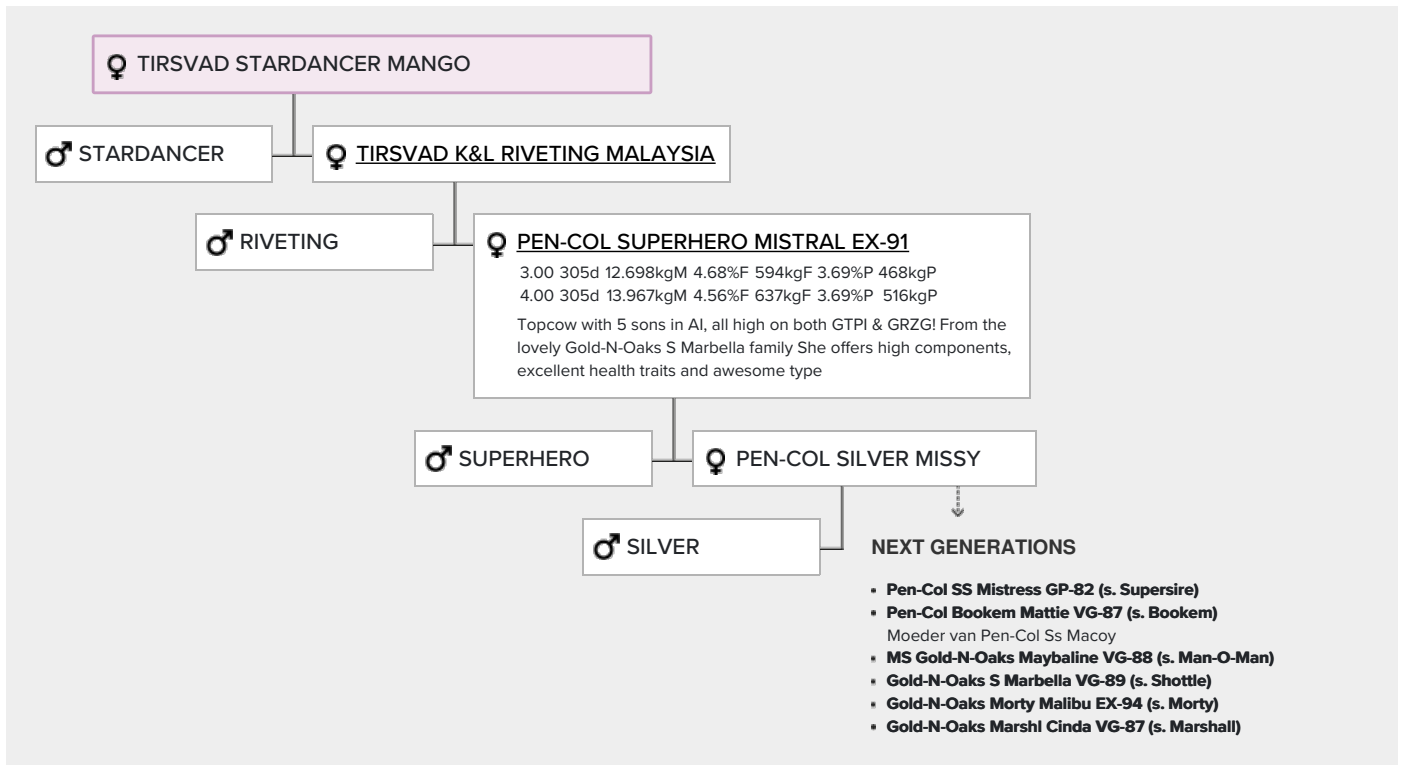 ♀ TIRSVAD STARDANCER MANGO
♂ STARDANCER
♀ TIRSVAD K&L RIVETING MALAYSIA
♂ RIVETING
♀ PEN-COL SUPERHERO MISTRAL EX-91
3.00 305d 12.698kgM 4.68%F 594kgF 3.69%P 468kgP
4.00 305d 13.967kgM 4.56%F 637kgF 3.69%P 516kgP
Topcow with 5 sons in AI, all high on both GTPI & GRZG! From the
lovely Gold-N-Oaks S Marbella family She offers high components,
excellent health traits and awesome type
♂ SUPERHERO
♀ PEN-COL SILVER MISSY
♂ SILVER
NEXT GENERATIONS
• Pen-Col SS Mistress GP-82 (s. Supersire)
• Pen-Col Bookem Mattie VG-87 (s. Bookem)
Moeder van Pen-Col Ss Macoy
• MS Gold-N-Oaks Maybaline VG-88 (s. Man-O-Man)
• Gold-N-Oaks S Marbella VG-89 (s. Shottle)
• Gold-N-Oaks Morty Malibu EX-94 (s. Morty)
• Gold-N-Oaks Marshl Cinda VG-87 (s. Marshall)